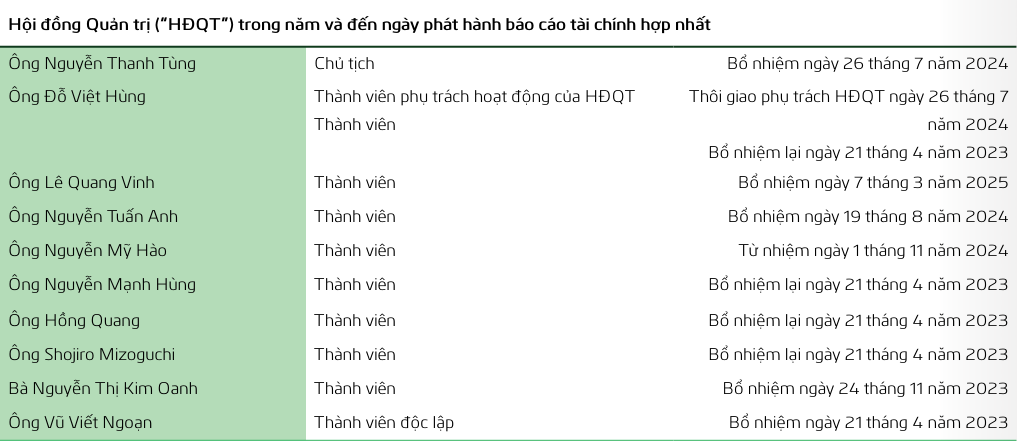 Hội đồng Quản trị (“HĐQT”) trong năm và đến ngày phát hành báo cáo tài chính hợp nhất
Ông Nguyễn Thanh Tùng Chủ tịch Bổ nhiệm ngày 26 tháng 7 năm 2024
Ông Đỗ Việt Hùng Thành viên phụ trách hoạt động của HĐQT Thôi giao phụ trách HĐQT ngày 26 tháng 7
Thành viên năm 2024
Bổ nhiệm lại ngày 21 tháng 4 năm 2023
Ông Lê Quang Vinh Thành viên Bổ nhiệm ngày 7 tháng 3 năm 2025
Ông Nguyễn Tuấn Anh Thành viên Bổ nhiệm ngày 19 tháng 8 năm 2024
Ông Nguyễn Mỹ Hào Thành viên Từ nhiệm ngày 1 tháng 11 năm 2024
Ông Nguyễn Mạnh Hùng Thành viên Bổ nhiệm lại ngày 21 tháng 4 năm 2023
Ông Hồng Quang Thành viên Bổ nhiệm lại ngày 21 tháng 4 năm 2023
Ông Shojiro Mizoguchi Thành viên Bổ nhiệm lại ngày 21 tháng 4 năm 2023
Bà Nguyễn Thị Kim Oanh Thành viên Bổ nhiệm ngày 24 tháng 11 năm 2023
Ông Vũ Viết Ngoạn Thành viên độc lập Bổ nhiệm ngày 21 tháng 4 năm 2023